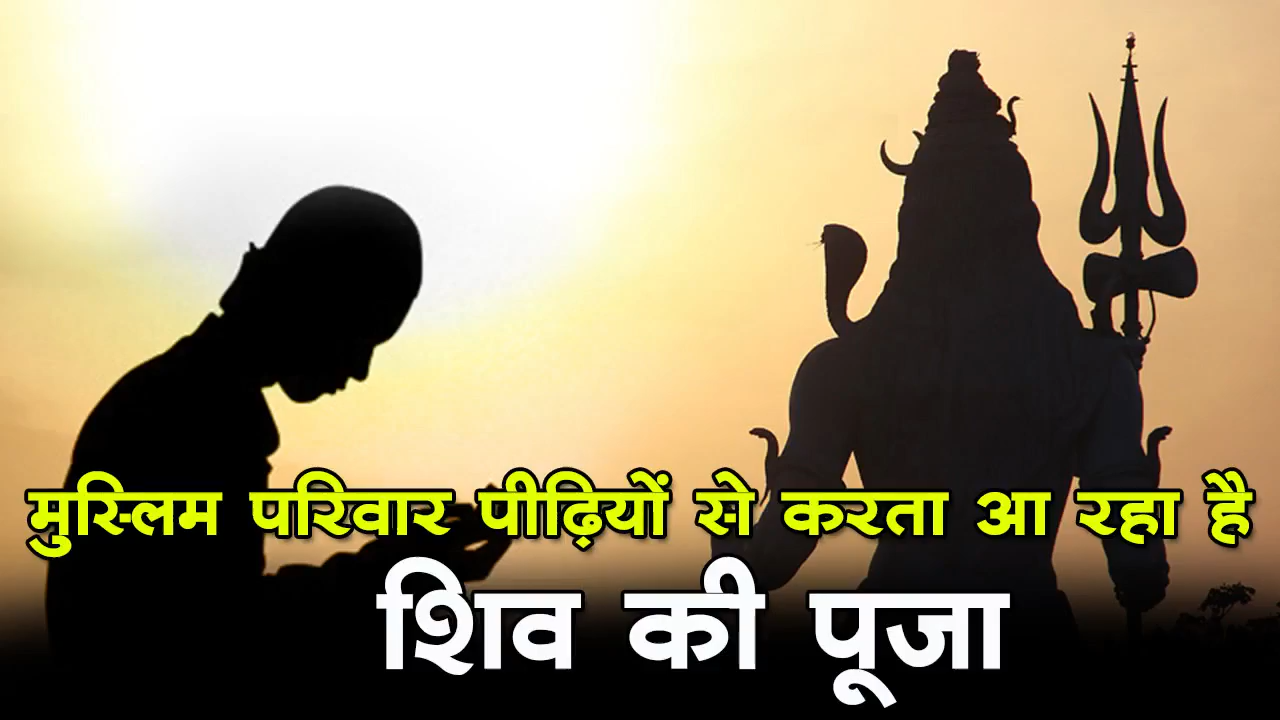 मुस्लिम परिवार पीढ़ियों से करता आ रहा है
शिव की पूजा